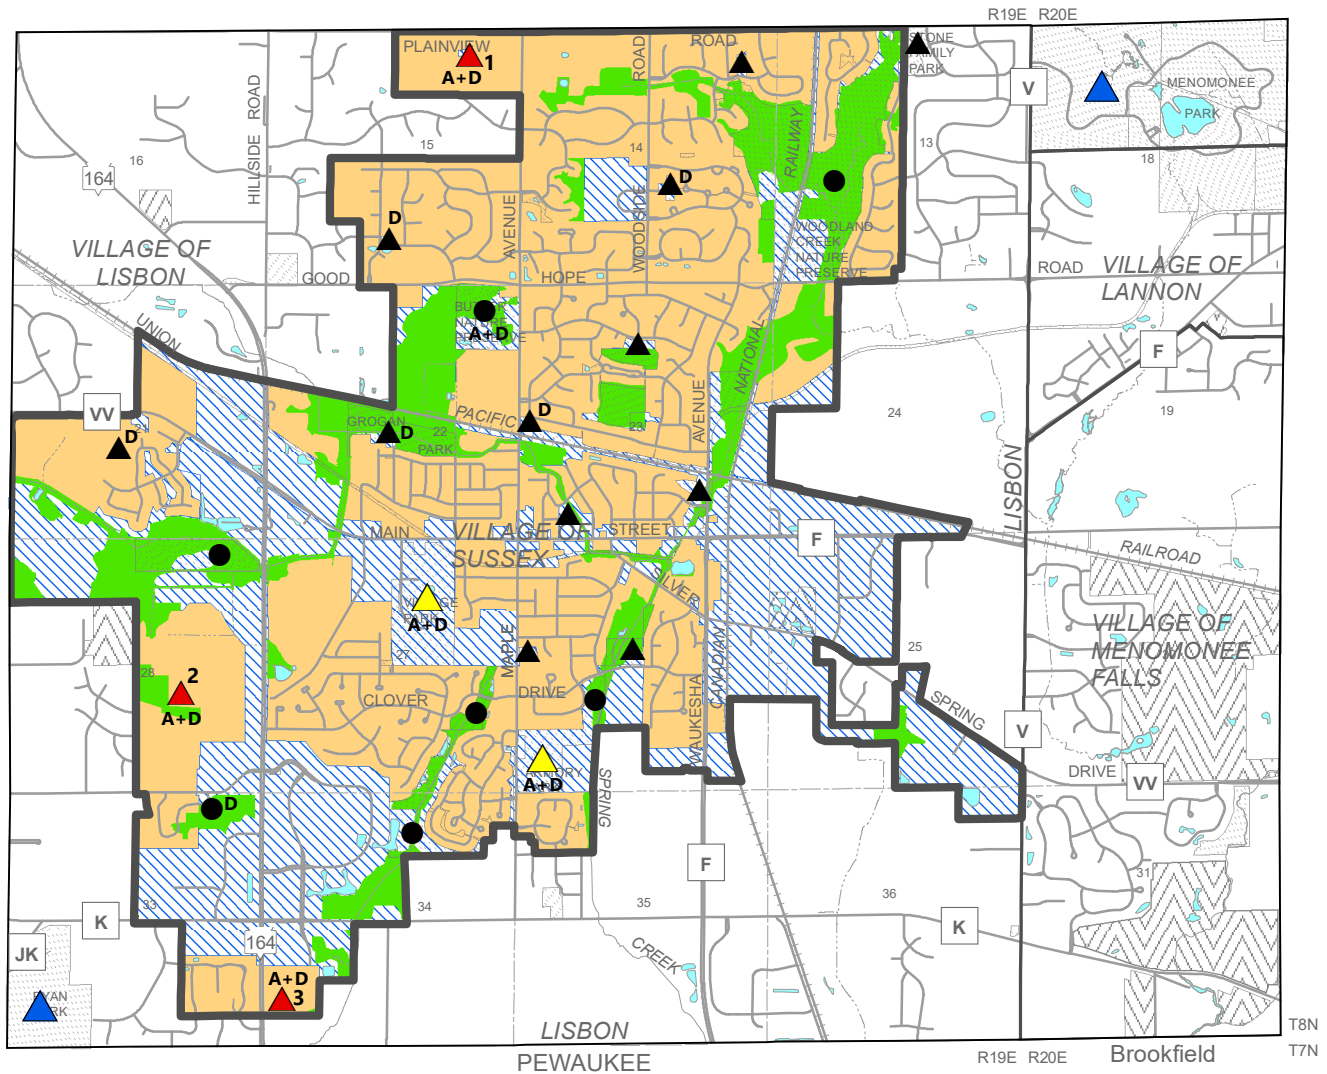 R19E R20E
PLAINVIEW
ROAD
1
A+D
ROAD
STONE
FAMILY
PARK
V
MENOMONEE
PARK
HILLSIDE ROAD
16
15
14
13
18
164
RAILWAY
D
WOODSIDE
AVENUE
D
VILLAGE OF
LISBON
WOODLAND
CREEK
NATURE
PRESERVE
GOOD
HOPE
ROAD
VILLAGE OF
LANNON
A+D
UNION
NATIONAL
F
V
VV
PACIFIC
AVENUE
D
GROGAN
PARK
D
22
23
24
19
D
21
LISBON
MAIN
VILLAGE OF
SUSSEX
STREET
F
RAILROAD
SILVER
A+D
VILLAGE OF
MENOMONEE
FALLS
MAPLE
27
25
28
2
A+D
CLOVER
DRIVE
WAUKESHA
CANADIAN
SPRING
V
ARMORY
A+D
SPRING
DRIVE
VV
164
D
F
31
33
34
35
36
K
K
JK
164
CREEK
A+D
3
LISBON
PEWAUKEE
R19E R20E
Brookfield
T8N
T7N